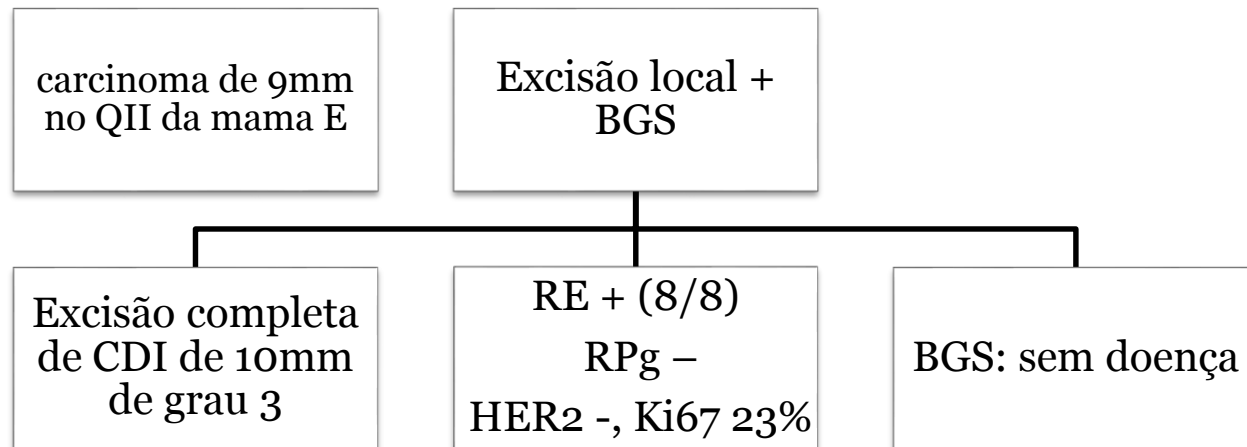 carcinoma de 9mm
no QII da mama E
Excisão local +
BGS
Excisão completa
de CDI de 10mm
de grau 3
RE + (8/8)
RPg –
HER2 -, Ki67 23%
BGS: sem doença